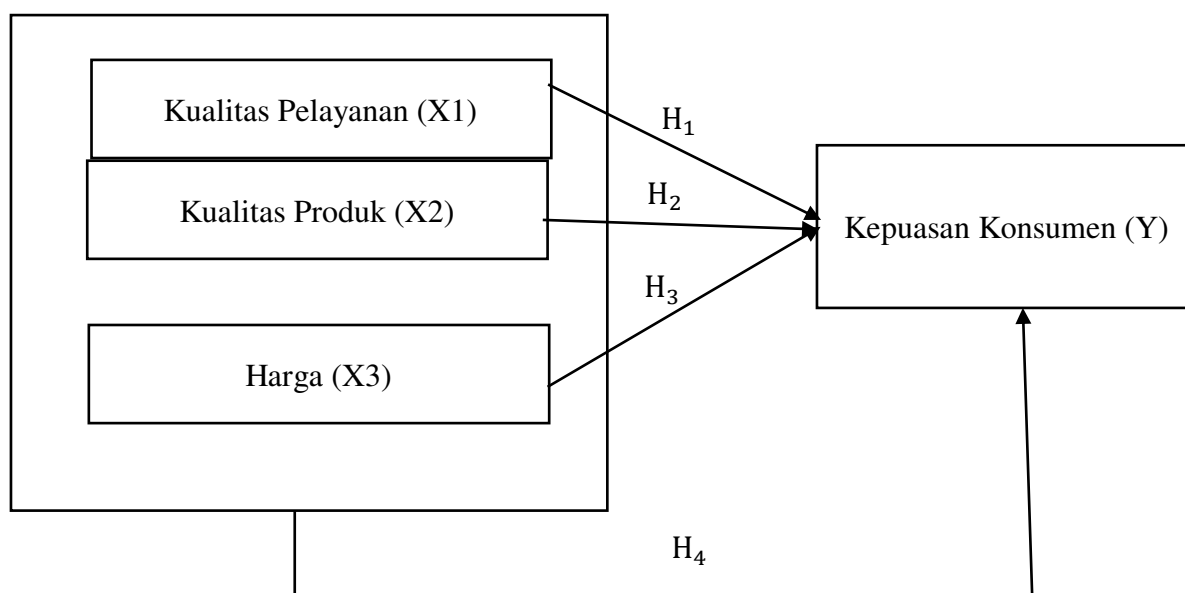 Kualitas Pelayanan (X1)
H₁
Kualitas Produk (X2)
H₂
Kepuasan Konsumen (Y)
H₃
Harga (X3)
H₄